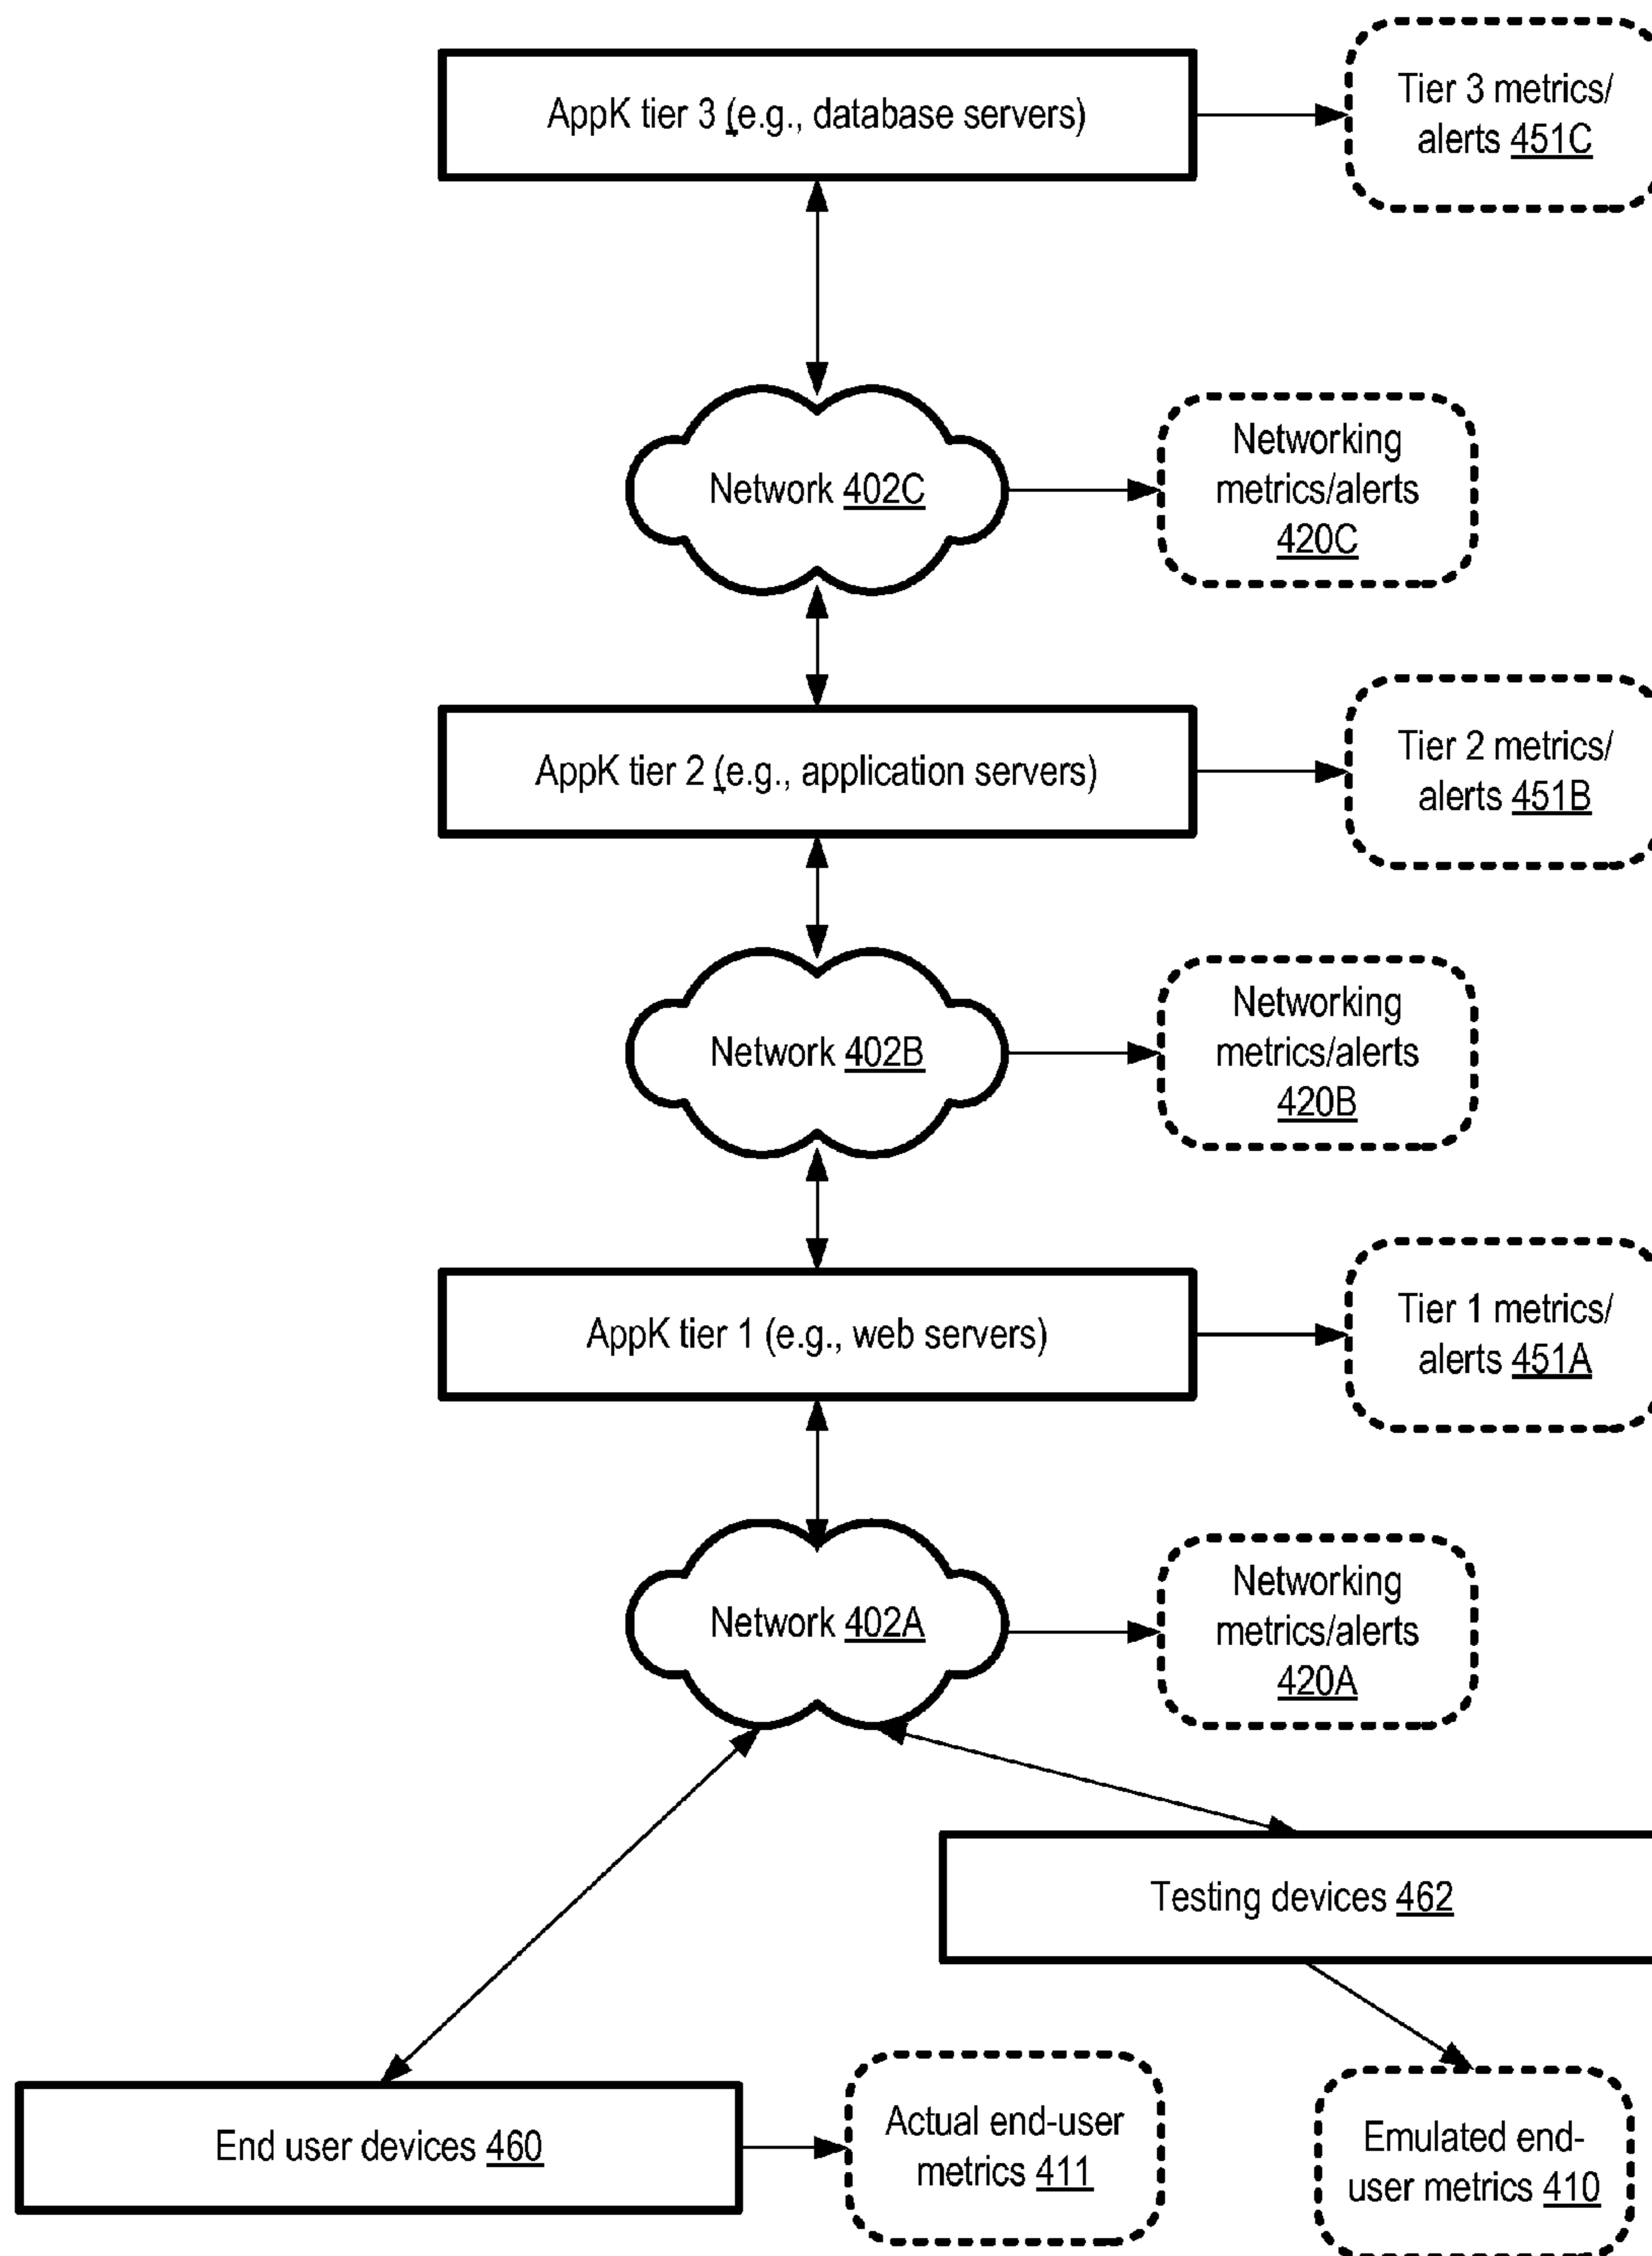 AppK tier 3 (e.g., database servers)
Tier 3 metrics/
alerts 451C
Network 402C
Networking
metrics/alerts
420C
AppK tier 2 (e.g., application servers)
Tier 2 metrics/
alerts 451B
Network 402B
Networking
metrics/alerts
420B
AppK tier 1 (e.g., web servers)
Tier 1 metrics/
alerts 451A
Network 402A
Networking
metrics/alerts
420A
Testing devices 462
End user devices 460
Actual end-user
metrics 411
Emulated end-
user metrics 410